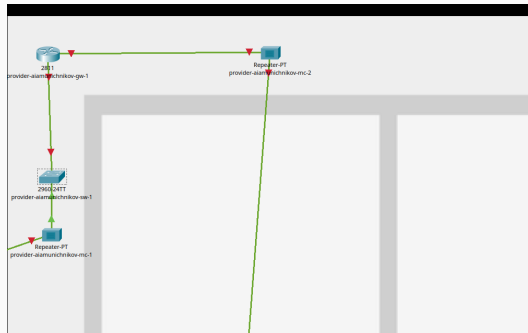 2811
provider-aiamunichnikov-gw-1
Repeater-PT
provider-aiamunichnikov-mc-2
2960-24TT
provider-aiamunichnikov-sw-1
Repeater-PT
provider-aiamunichnikov-mc-1